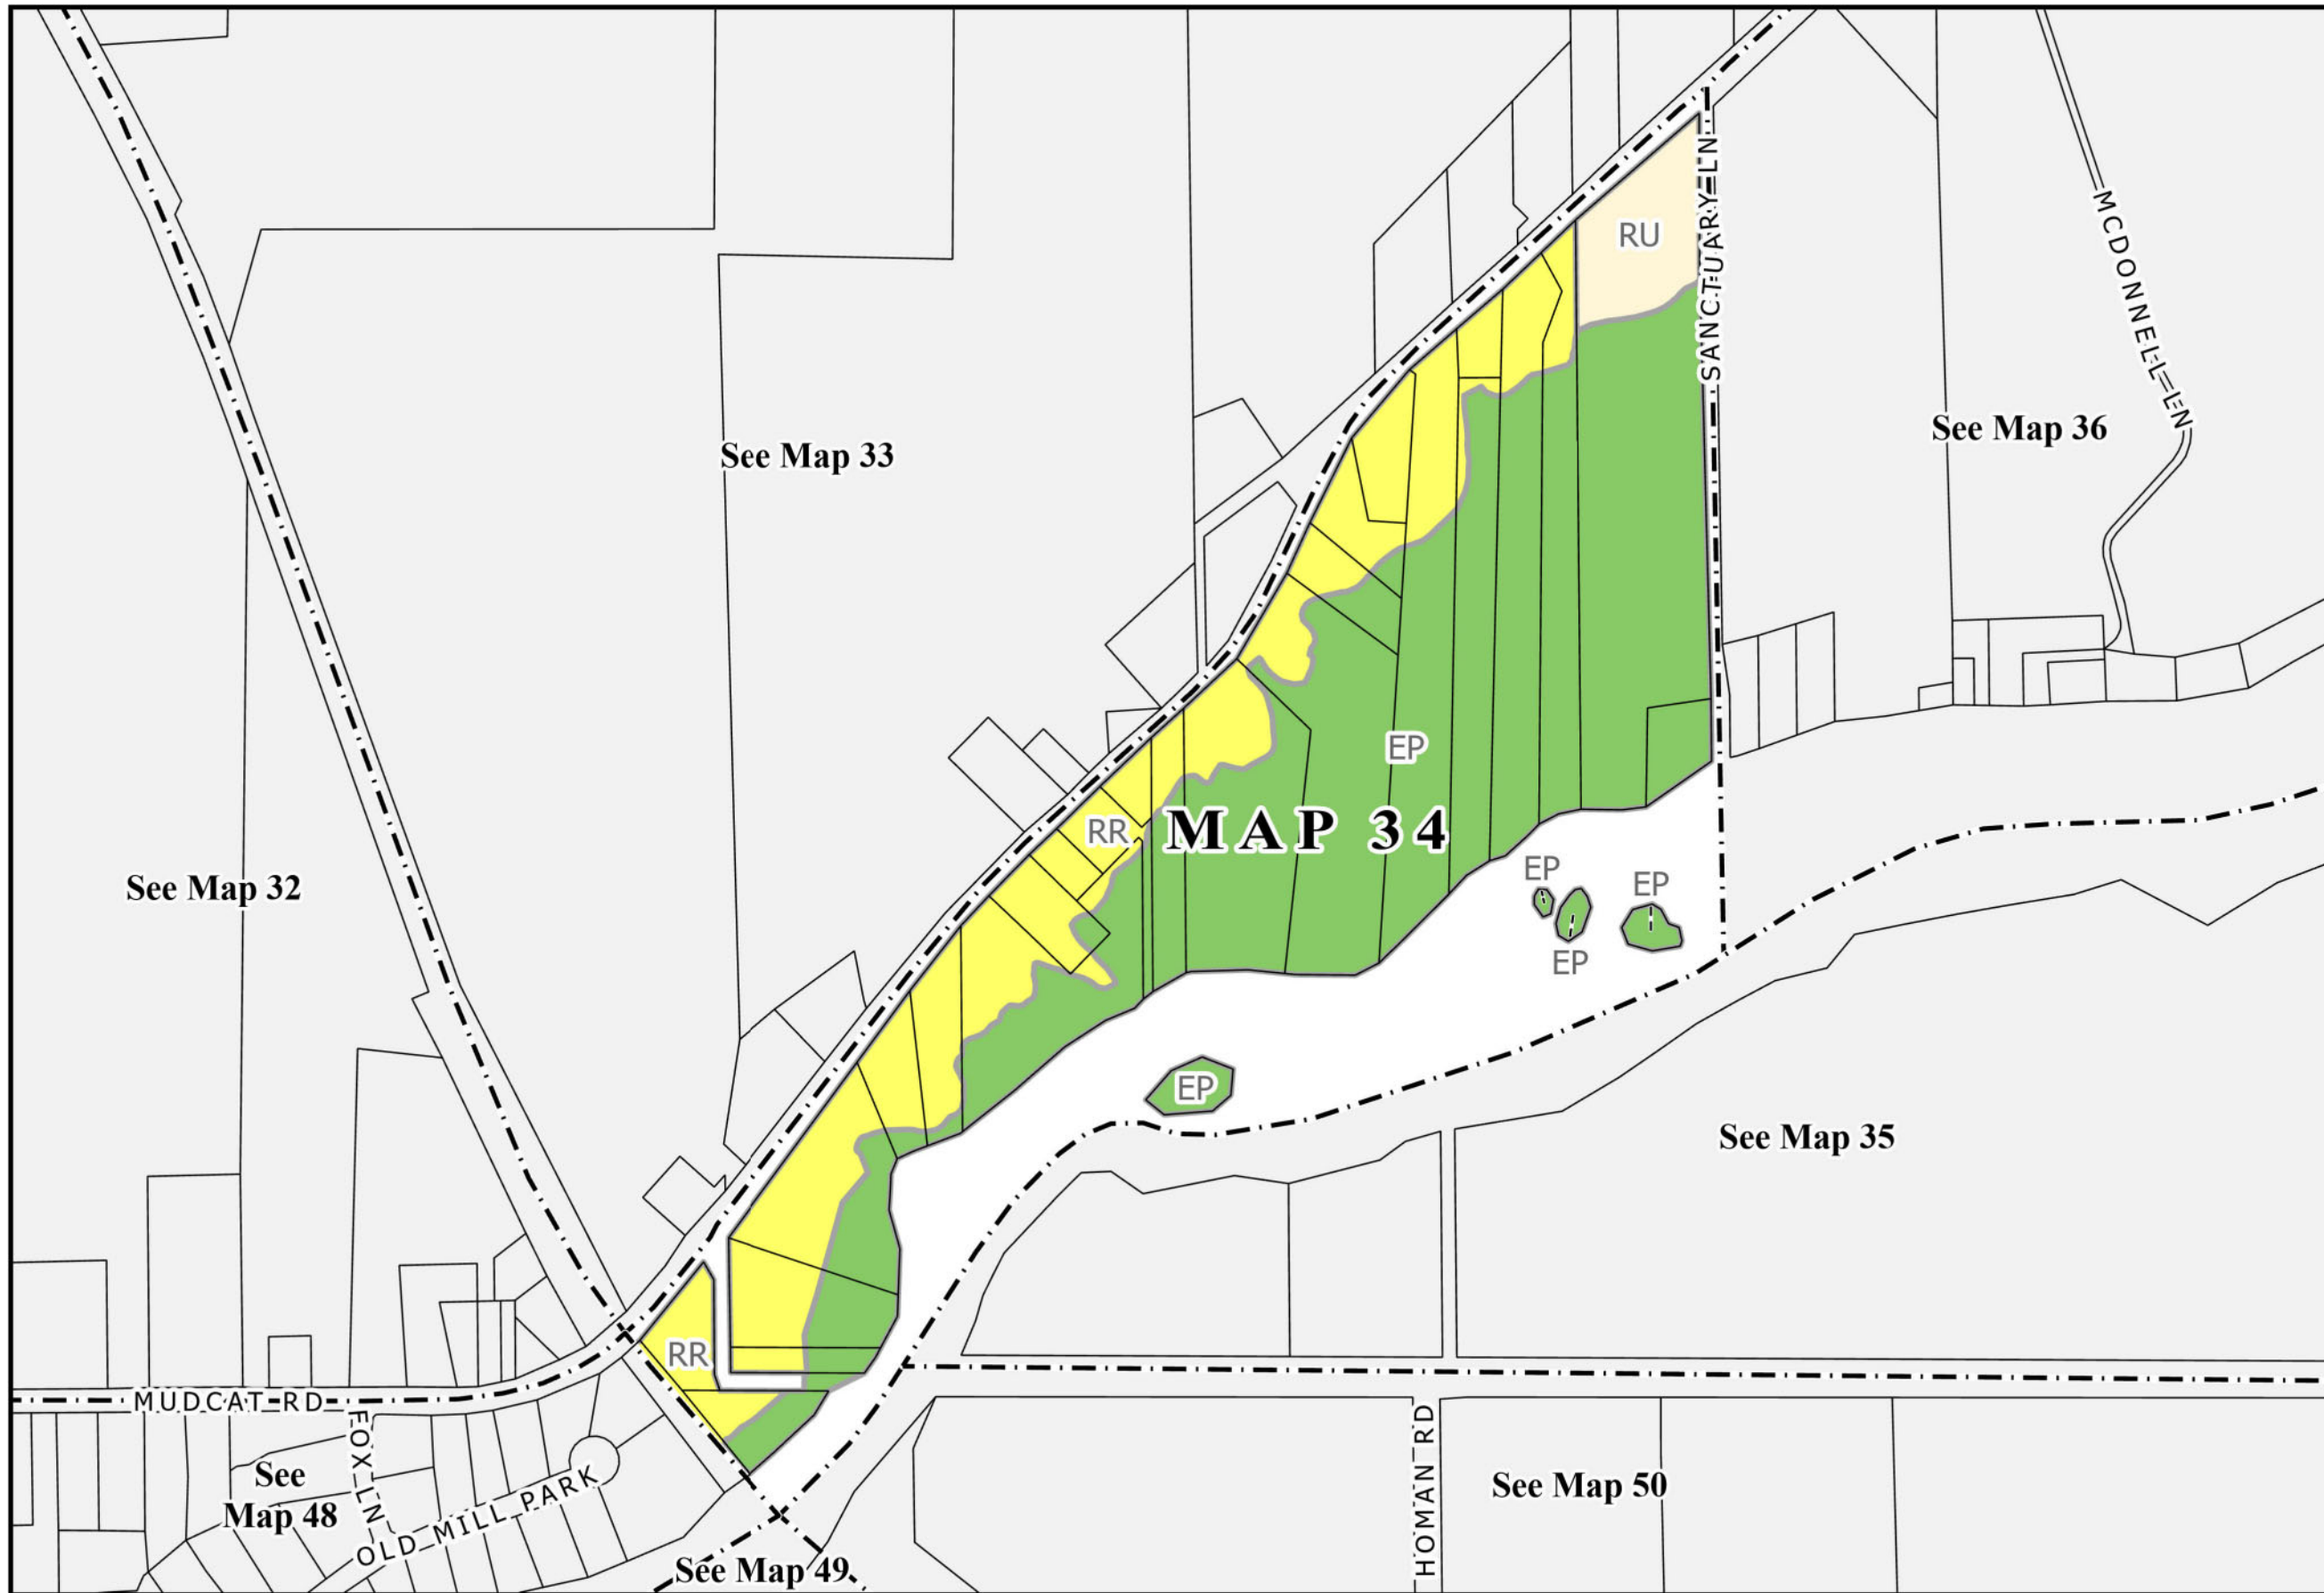 RU
SANCTUARY LN
MCDONNELL LN
See Map 33
See Map 36
EP
RR
MAP 34
EP
EP
EP
See Map 32
EP
See Map 35
RR
MUDCAT RD
FOX LN
See
Map 48
OLD MILL PARK
HOMAN RD
See Map 50
See Map 49